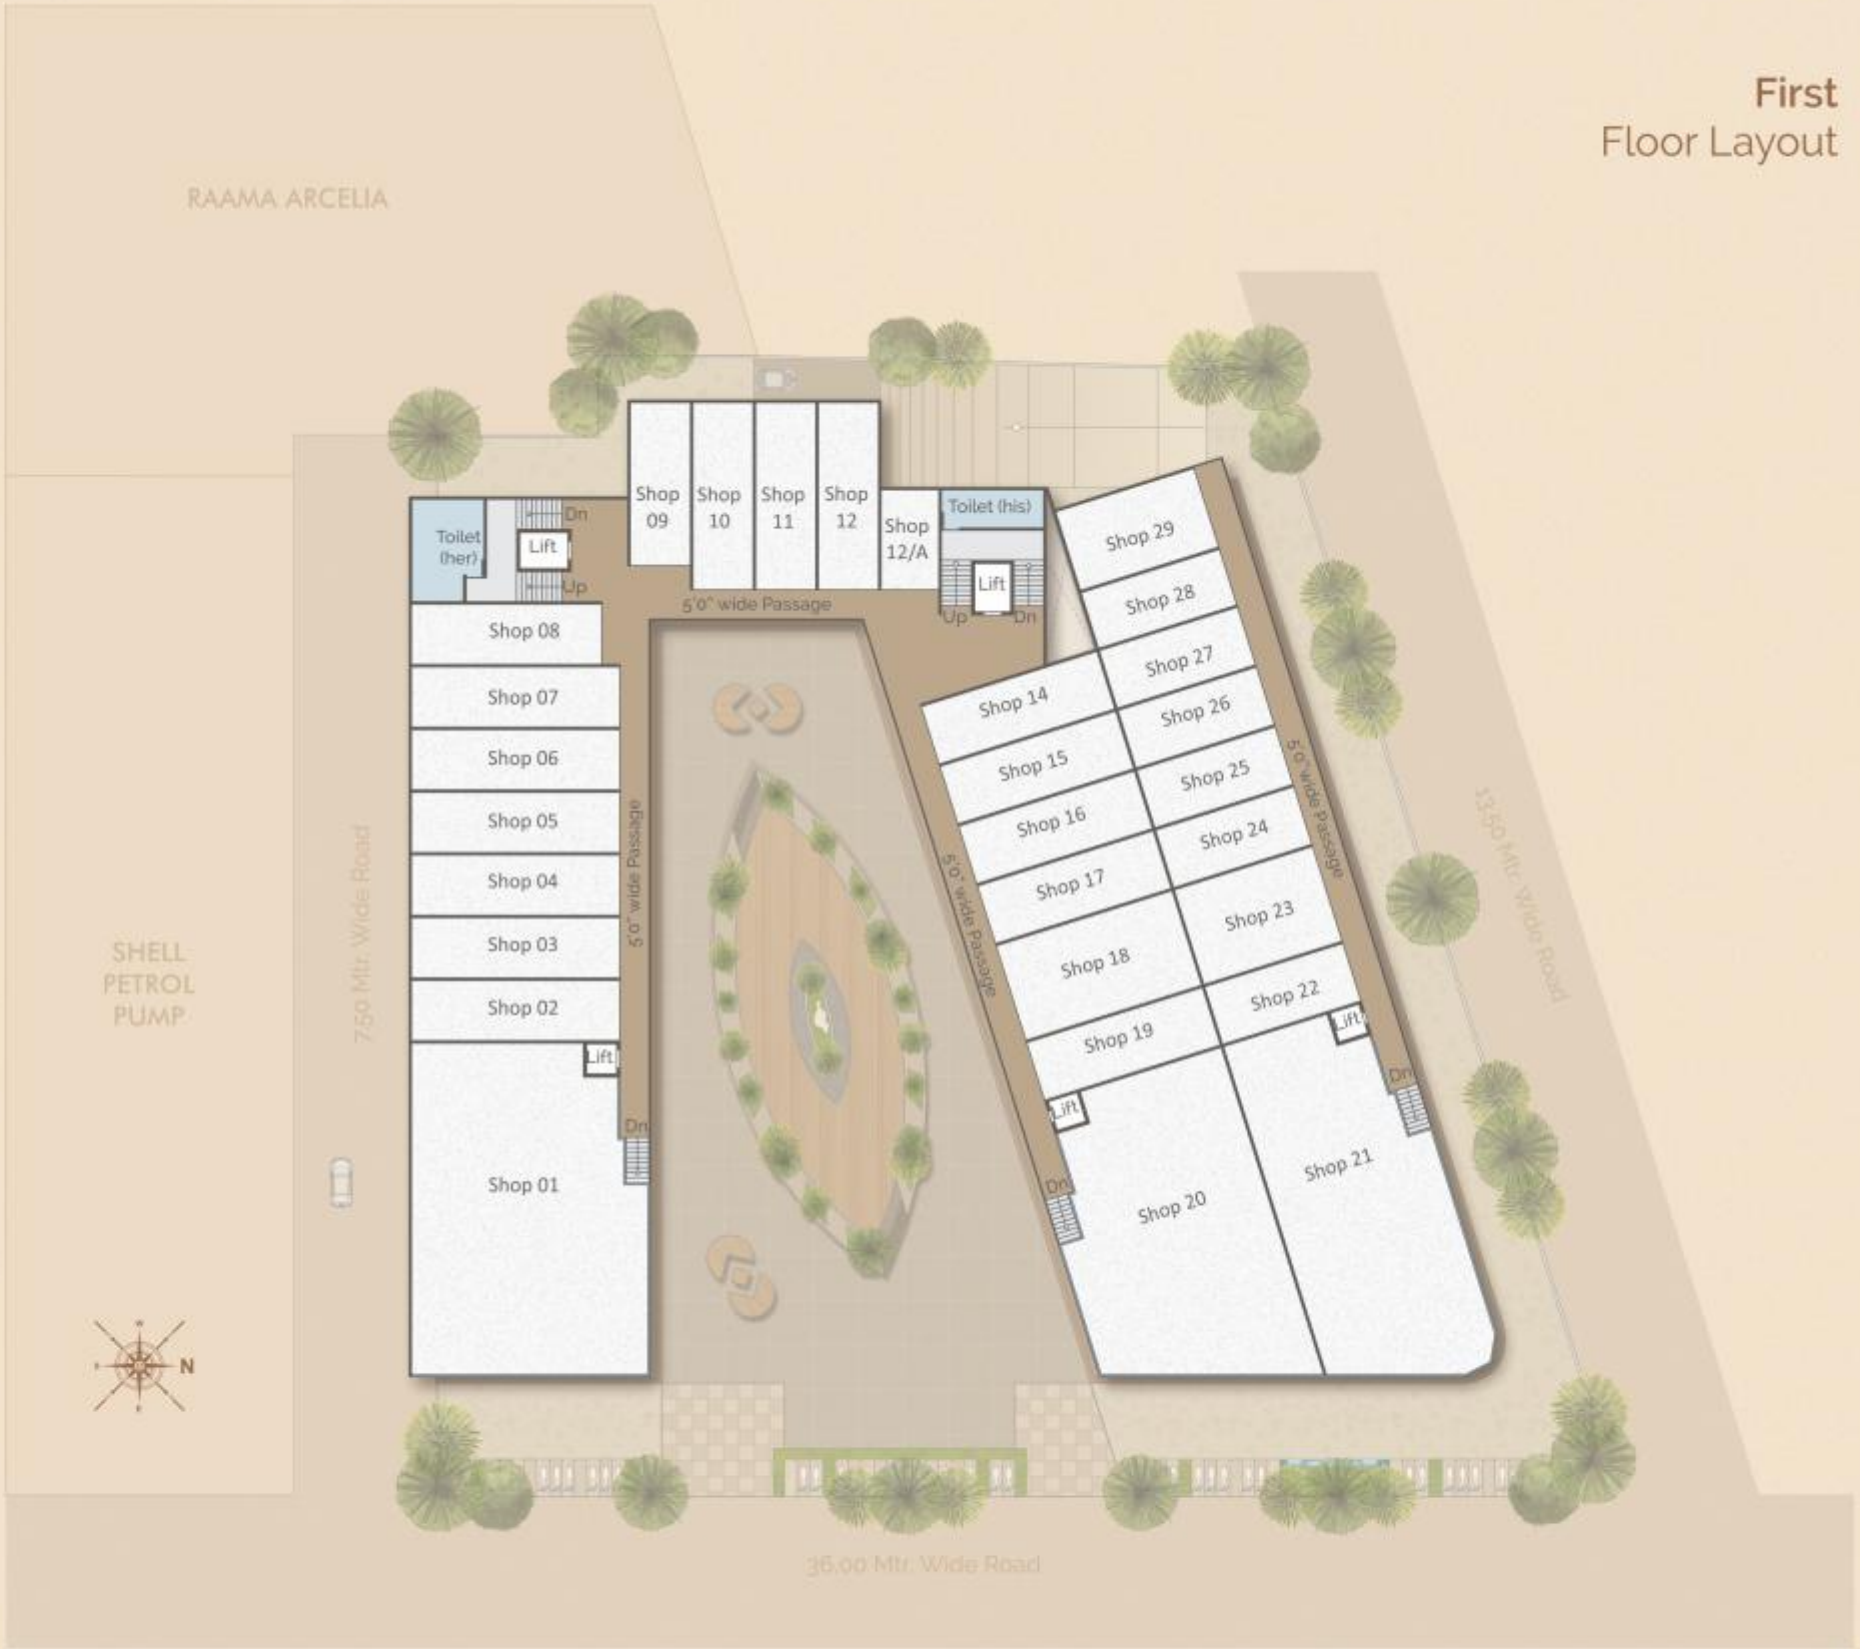 First
Floor Layout
RAAMA ARCELIA
Shop
09
Shop
10
Shop
11
Shop
12
Shop
12/A
Toilet (his)
Toilet
(her)
Dn
Lift
Up
Lift
Up
Dn
5'0" wide Passage
Shop 08
Shop 07
Shop 06
Shop 05
Shop 04
Shop 03
Shop 02
Lift
Dn
Shop 01
5'0" wide Passage
7.50 Mtr. Wide Road
SHELL
PETROL
PUMP
Shop 29
Shop 28
Shop 27
Shop 26
Shop 25
Shop 24
Shop 23
Shop 22
Lift
Dn
Shop 21
5'0" wide Passage
Shop 14
Shop 15
Shop 16
Shop 17
Shop 18
Shop 19
Lift
Dn
Shop 20
5'0" wide Passage
13.50 Mtr. Wide Road
W
N
36.00 Mtr. Wide Road